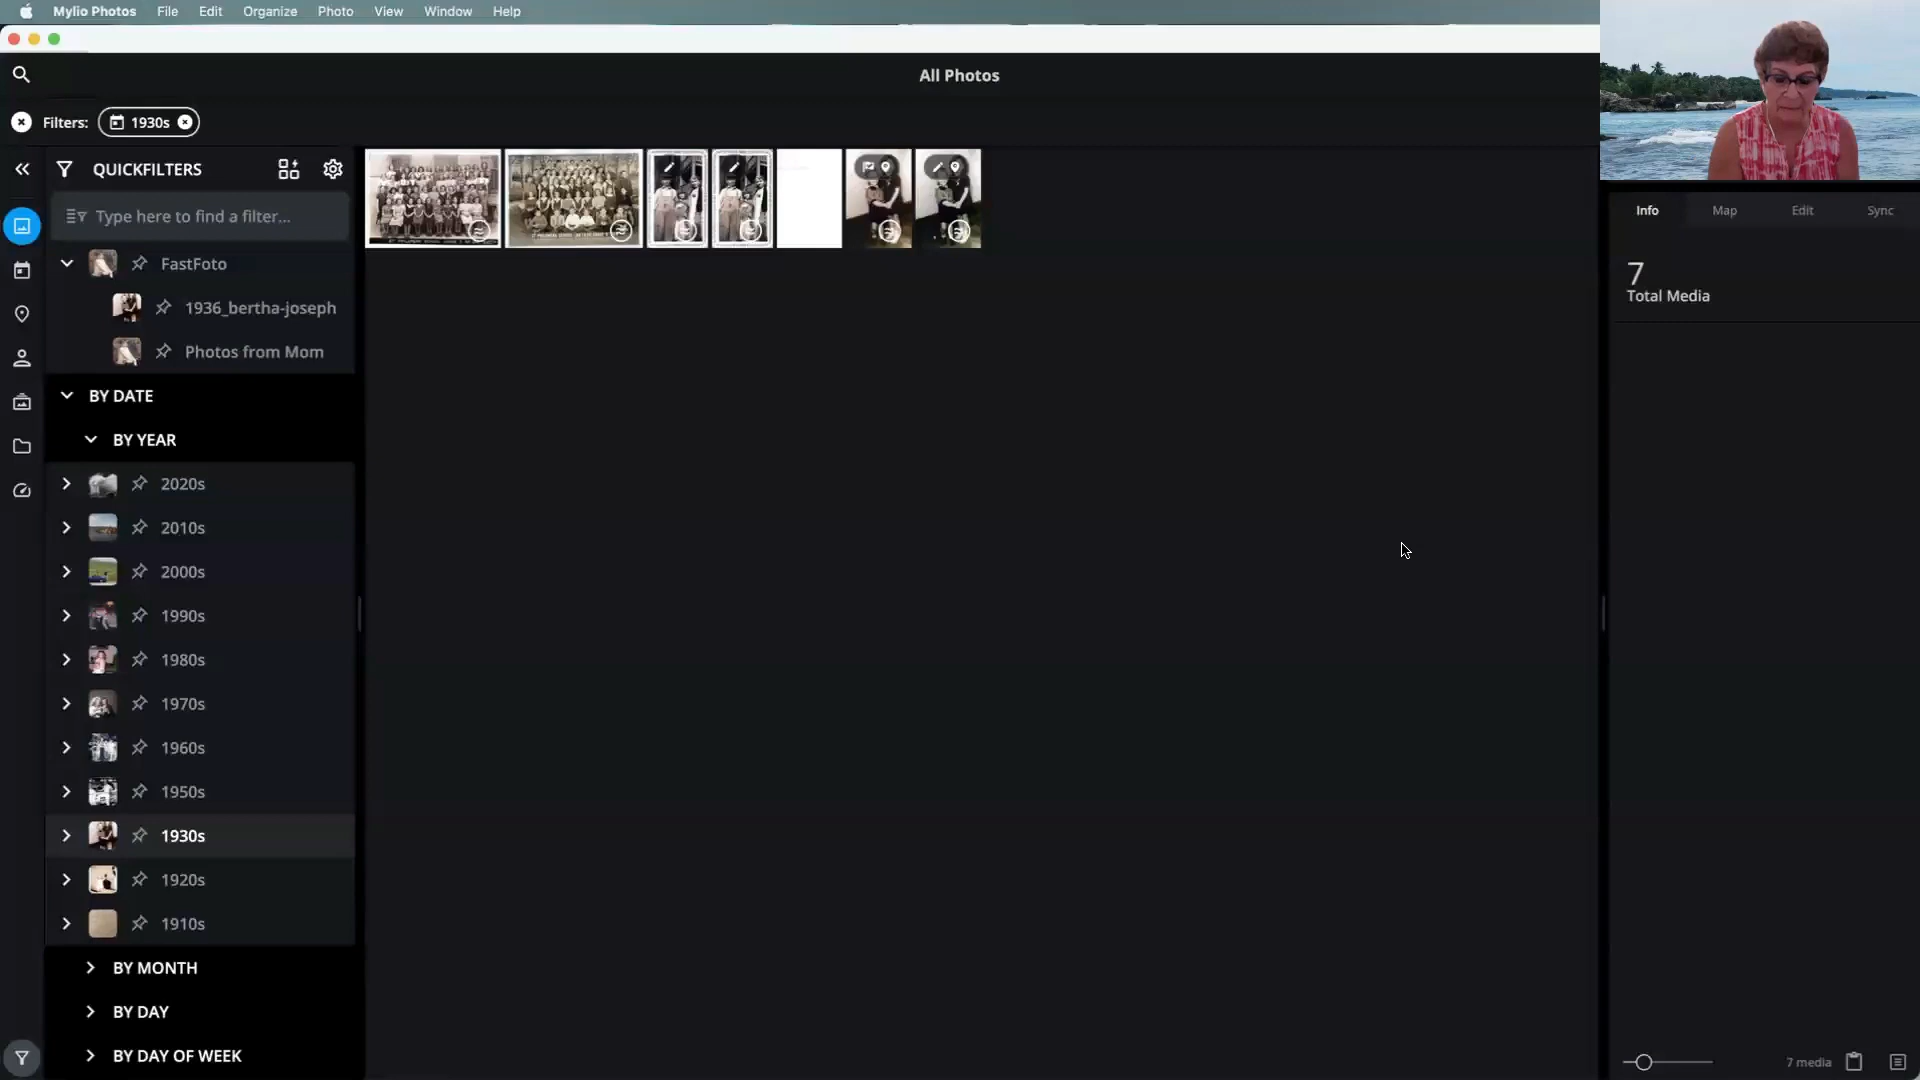 Mylio Photos File Edit Organize Photo View Window Help
All Photos
Filters: 1930s
QUICKFILTERS
Type here to find a filter...
FastFoto
1936_bertha-joseph
Photos from Mom
BY DATE
BY YEAR
2020s
2010s
2000s
1990s
1980s
1970s
1960s
1950s
1930s
1920s
1910s
BY MONTH
BY DAY
BY DAY OF WEEK
Info Map Edit Sync
7
Total Media
7 media